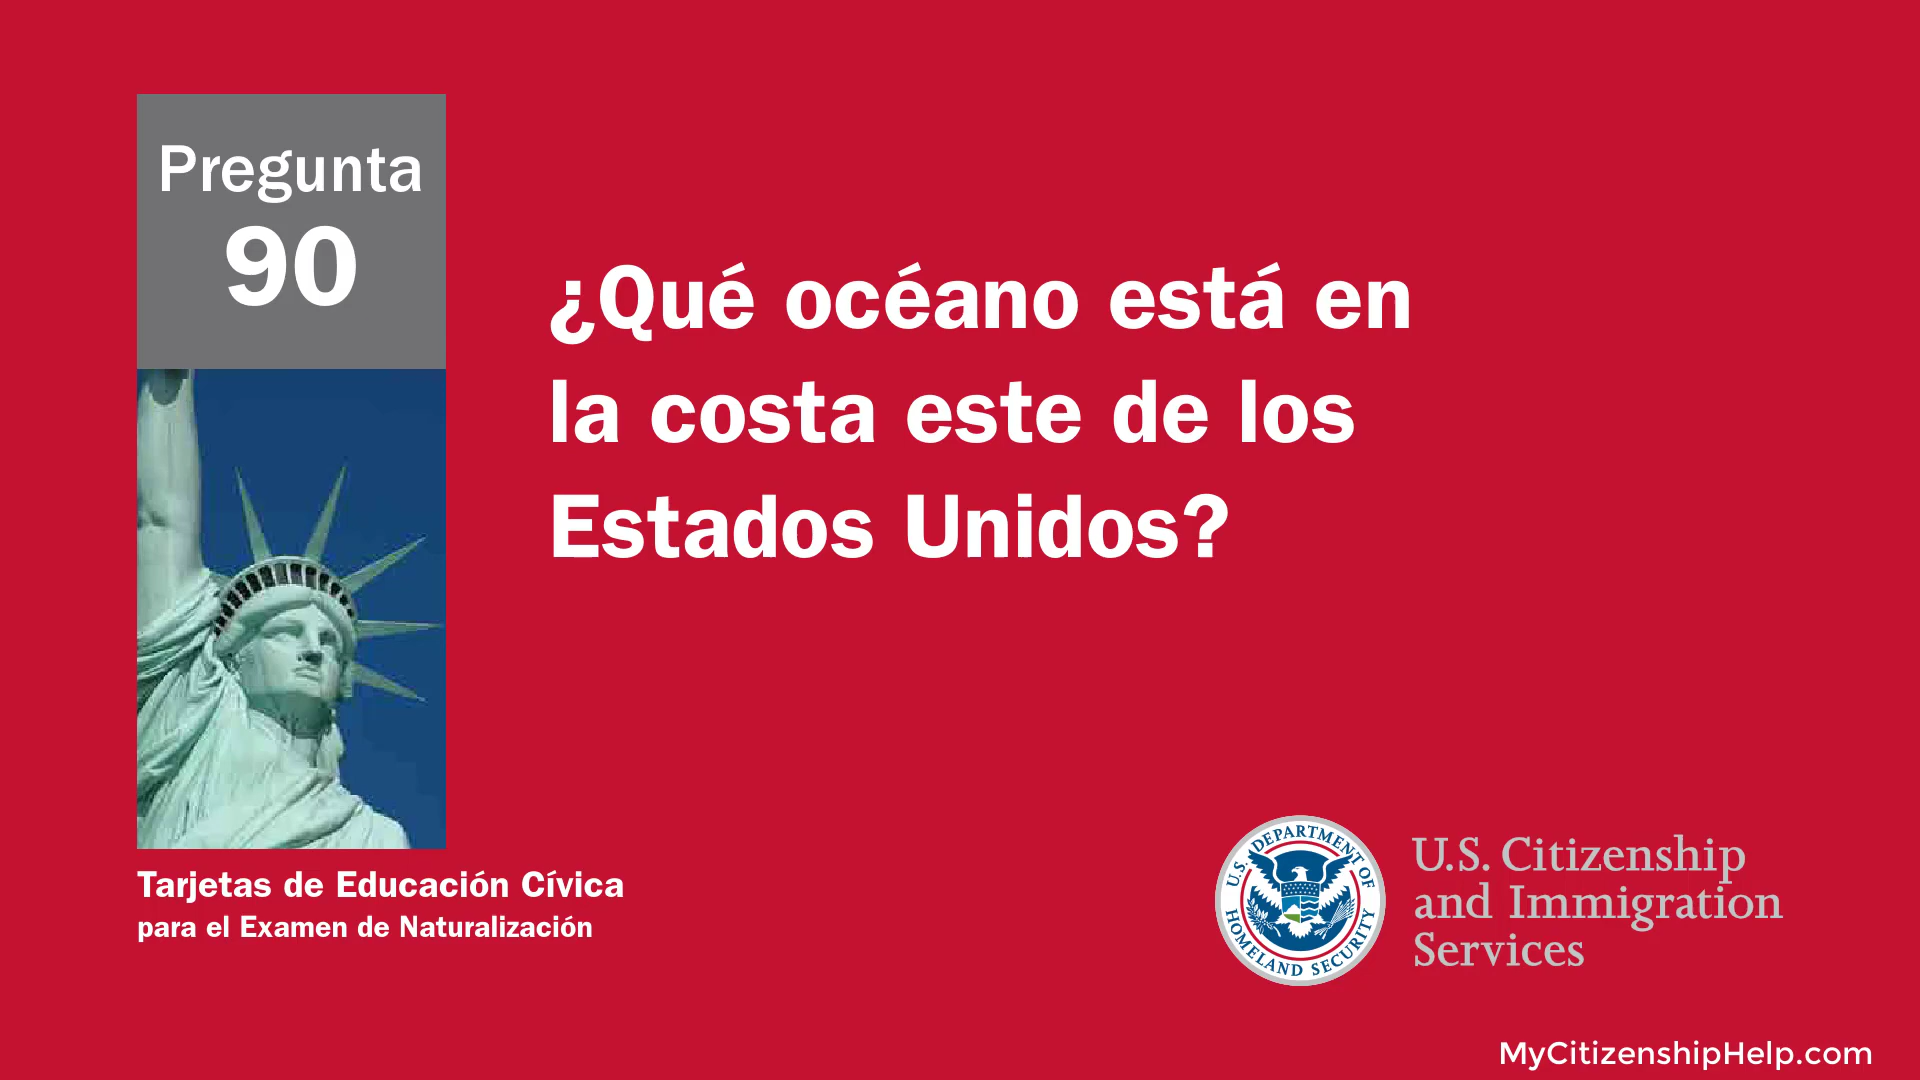 Pregunta
90
¿Qué océano está en
la costa este de los
Estados Unidos?
Tarjetas de Educación Cívica
para el Examen de Naturalización
U.S. DEPARTMENT OF
HOMELAND SECURITY
U.S. Citizenship
and Immigration
Services
MyCitizenshipHelp.com